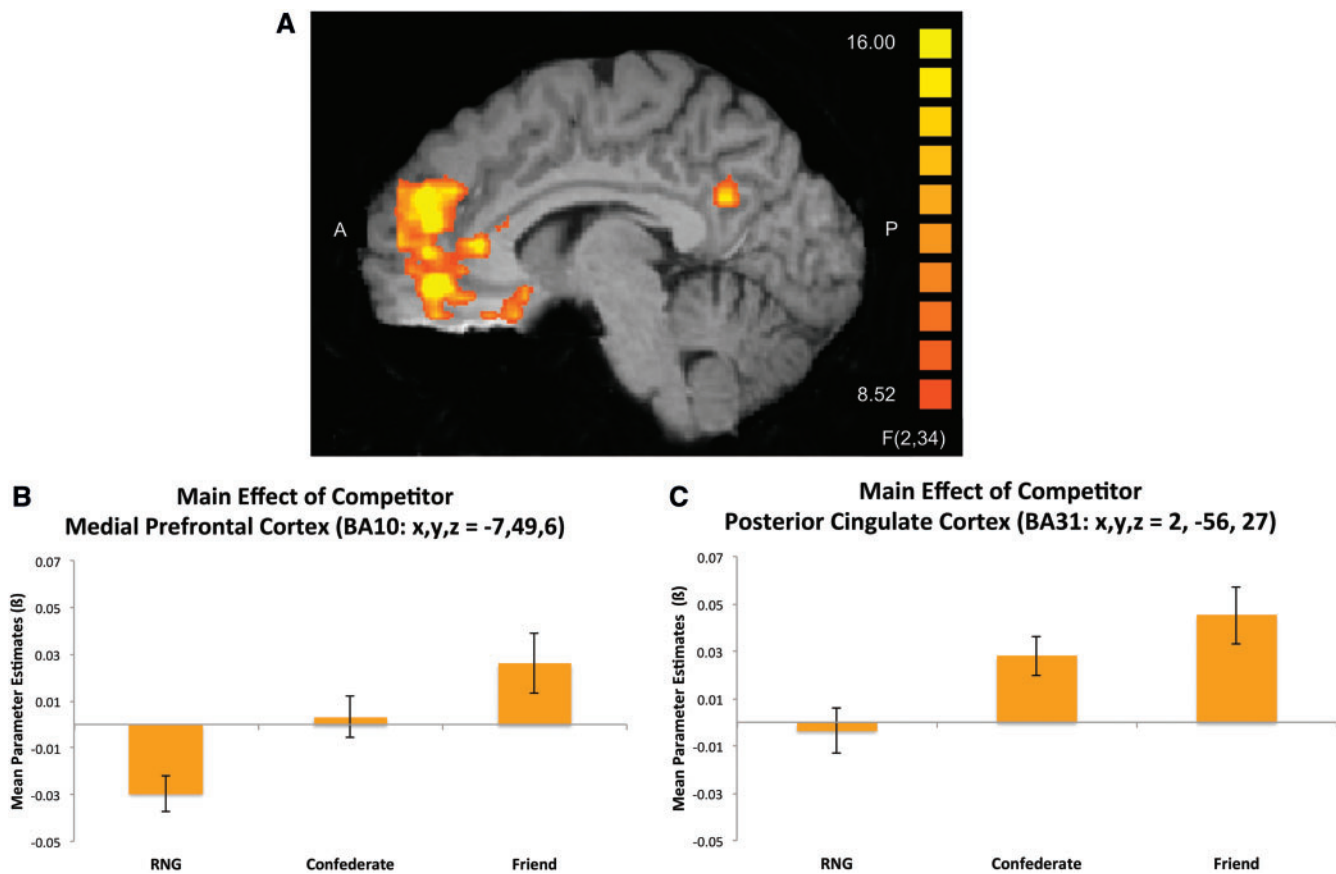 A
16.00
A
P
8.52
F(2,34)
B
Main Effect of Competitor
Medial Prefrontal Cortex (BA10: x,y,z = -7,49,6)
Mean Parameter Estimates (ß)
0.07
0.05
0.03
0.01
-0.01
-0.03
-0.05
RNG
Confederate
Friend
C
Main Effect of Competitor
Posterior Cingulate Cortex (BA31: x,y,z = 2, -56, 27)
Mean Parameter Estimates (ß)
0.07
0.05
0.03
0.01
-0.01
-0.03
-0.05
RNG
Confederate
Friend